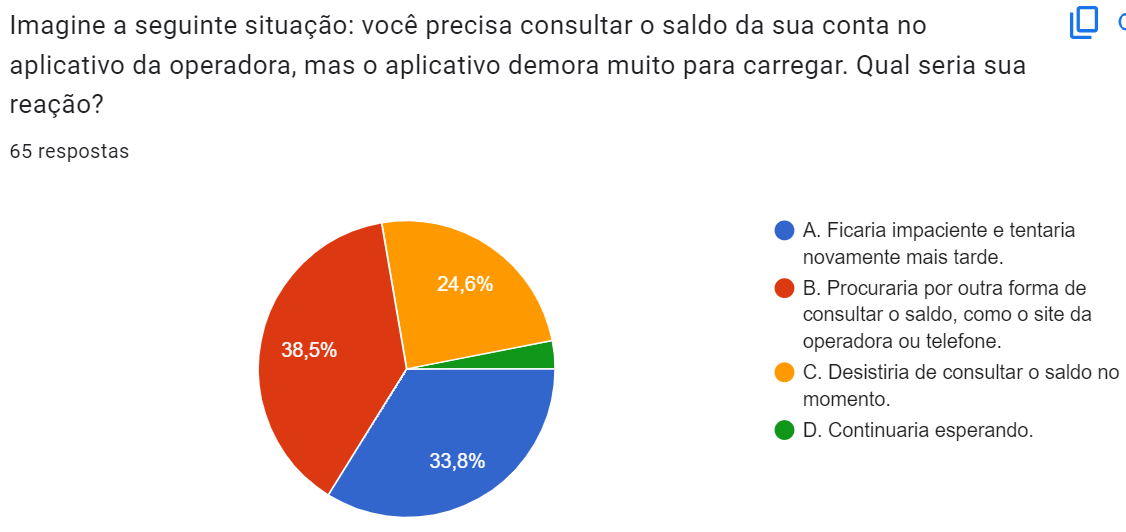 Imagine a seguinte situação: você precisa consultar o saldo da sua conta no
aplicativo da operadora, mas o aplicativo demora muito para carregar. Qual seria sua
reação?
65 respostas
24,6%
38,5%
33,8%
A. Ficaria impaciente e tentaria
novamente mais tarde.
B. Procuraria por outra forma de
consultar o saldo, como o site da
operadora ou telefone.
C. Desistiria de consultar o saldo no
momento.
D. Continuaria esperando.